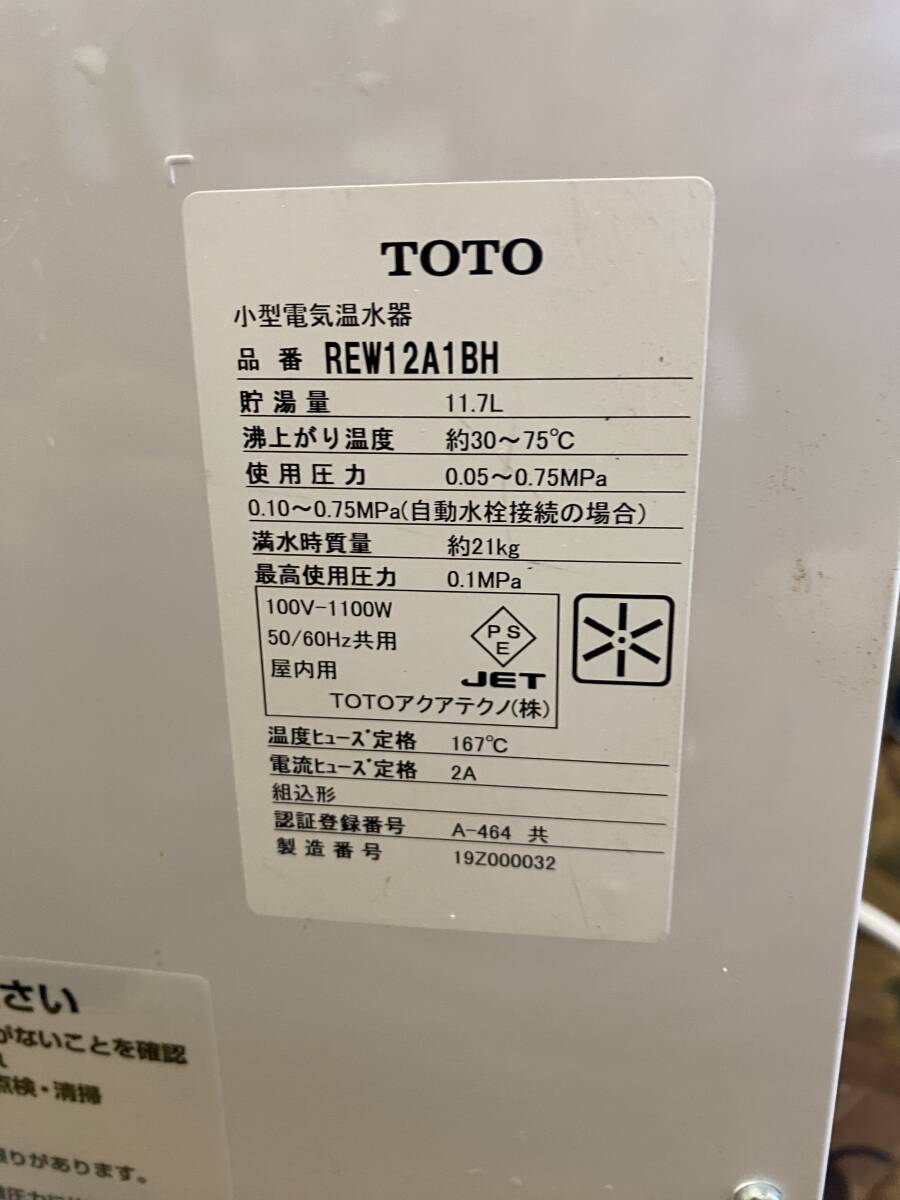 TOTO
小型電気温水器
品番 REW12A1BH
貯湯量 11.7L
沸上がり温度 約30～75℃
使用圧力 0.05～0.75MPa
0.10～0.75MPa(自動水栓接続の場合)
満水時質量 約21kg
最高使用圧力 0.1MPa
100V-1100W
50/60Hz共用
屋内用
PSE
JET
TOTOアクアテクノ(株)
温度ヒューズ定格 167℃
電流ヒューズ定格 2A
組込形
認証登録番号 A-464 共
製造番号 19Z000032
さい
がないことを確認
点検・清掃
りがあります。